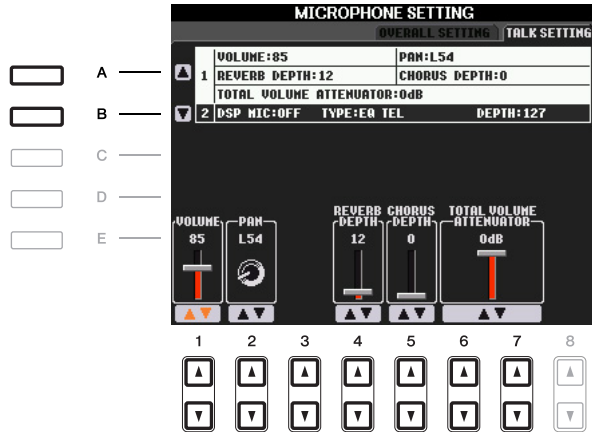 MICROPHONE SETTING
OVERALL SETTING TALK SETTING
VOLUME:85 PAN:L54
1 REVERB DEPTH:12 CHORUS DEPTH:0
TOTAL VOLUME ATTENUATOR:0dB
2 DSP MIC:OFF TYPE:EQ TEL DEPTH:127
A
B
C
D
E
VOLUME PAN REVERB DEPTH CHORUS DEPTH TOTAL VOLUME ATTENUATOR
85 L54 12 0 0dB
1 2 3 4 5 6 7 8